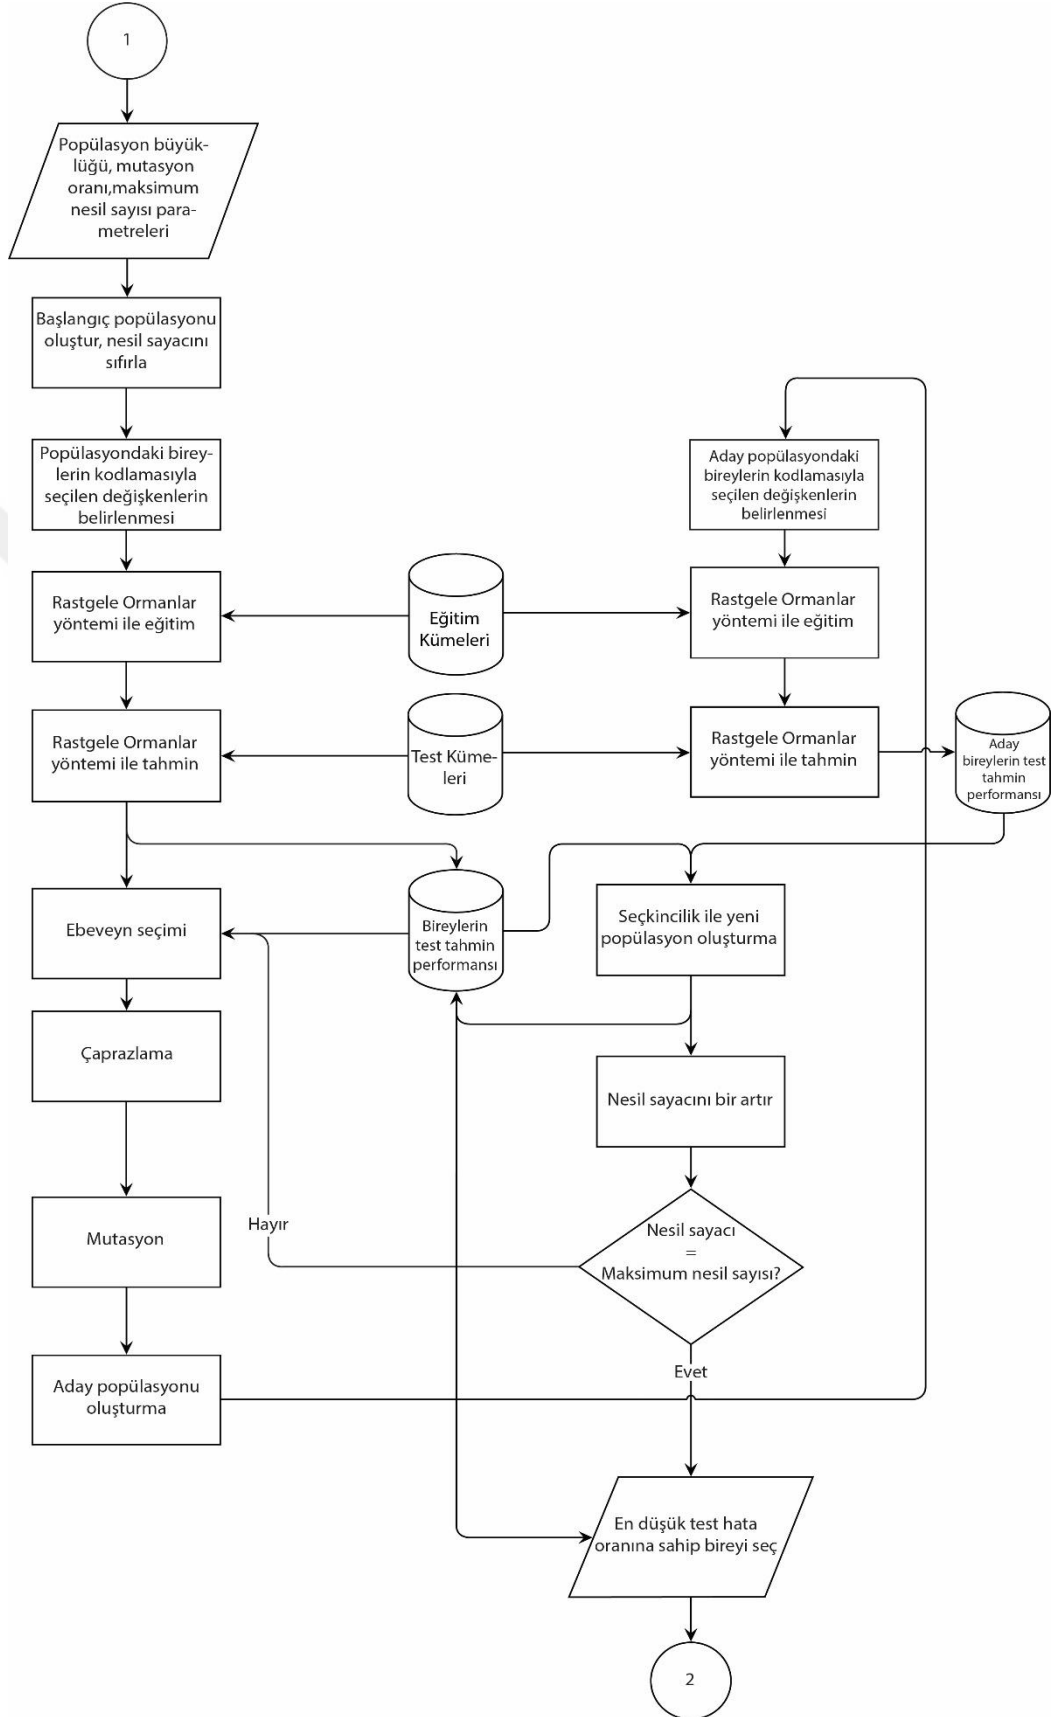 1
Popülasyon büyük-
lüğü, mutasyon
oranı,maksimum
nesil sayısı para-
metreleri
Başlangıç popülasyonu
oluştur, nesil sayacını
sıfırla
Popülasyondaki birey-
lerin kodlamasıyla
seçilen değişkenlerin
belirlenmesi
Aday popülasyondaki
bireylerin kodlamasıyla
seçilen değişkenlerin
belirlenmesi
Rastgele Ormanlar
yöntemi ile eğitim
Eğitim
Kümeleri
Rastgele Ormanlar
yöntemi ile eğitim
Rastgele Ormanlar
yöntemi ile tahmin
Test Küme-
leri
Rastgele Ormanlar
yöntemi ile tahmin
Aday
bireylerin test
tahmin
performansı
Ebeveyn seçimi
Bireylerin
test tahmin
performansı
Seçkincilik ile yeni
popülasyon oluşturma
Çaprazlama
Nesil sayacını bir artır
Mutasyon
Hayır
Nesil sayacı
=
Maksimum nesil sayısı?
Evet
Aday popülasyonu
oluşturma
En düşük test hata
oranına sahip bireyi seç
2